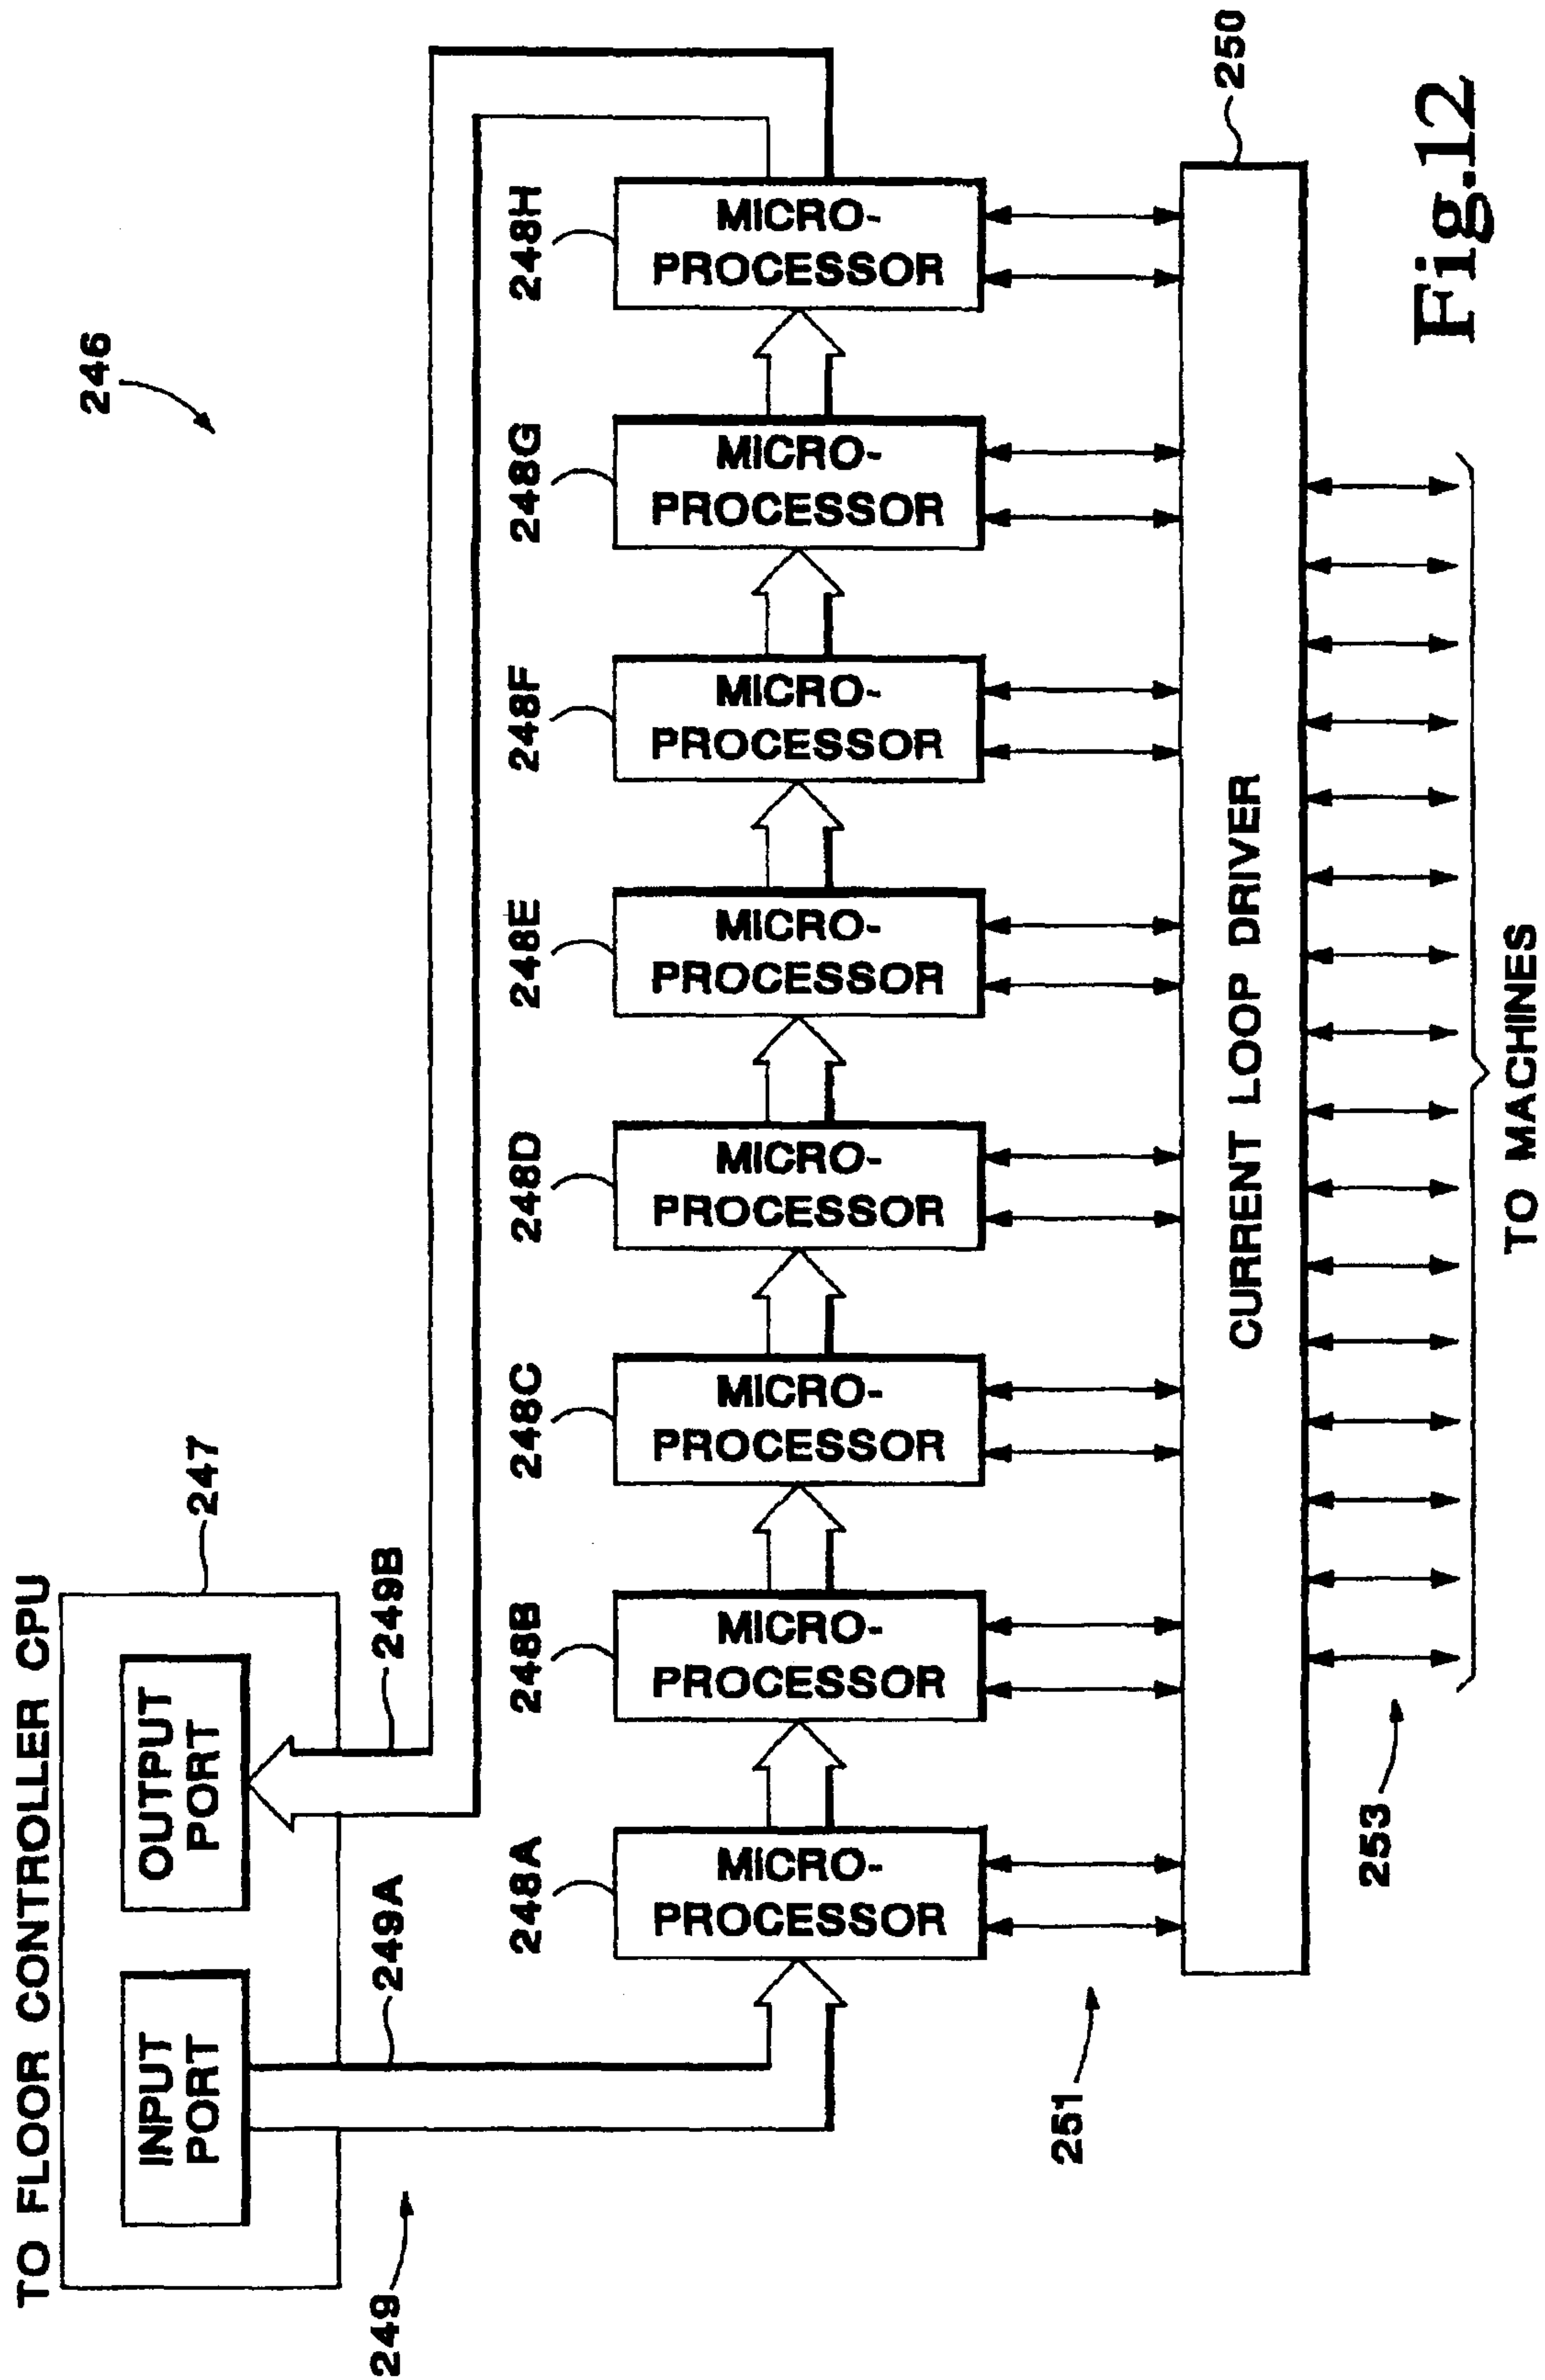 TO FLOOR CONTROLLER CPU
247
246
INPUT
PORT
OUTPUT
PORT
249
249A
249B
248A
248B
248C
248D
248E
248F
248G
248H
MICRO-
PROCESSOR
MICRO-
PROCESSOR
MICRO-
PROCESSOR
MICRO-
PROCESSOR
MICRO-
PROCESSOR
MICRO-
PROCESSOR
MICRO-
PROCESSOR
MICRO-
PROCESSOR
251
CURRENT LOOP DRIVER
250
253
TO MACHINES
Fig.12